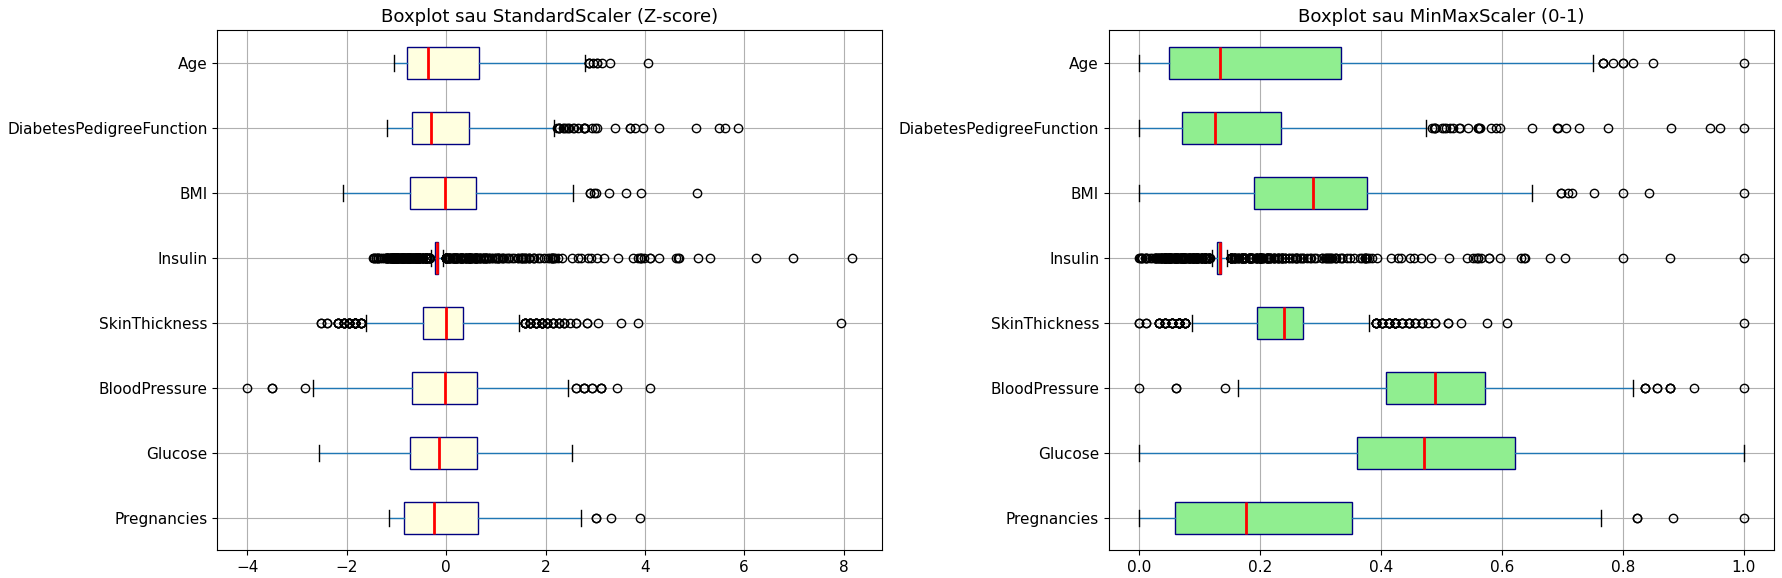 Boxplot sau StandardScaler (Z-score)
Age
DiabetesPedigreeFunction
BMI
Insulin
SkinThickness
BloodPressure
Glucose
Pregnancies
−4 −2 0 2 4 6 8
Boxplot sau MinMaxScaler (0-1)
Age
DiabetesPedigreeFunction
BMI
Insulin
SkinThickness
BloodPressure
Glucose
Pregnancies
0.0 0.2 0.4 0.6 0.8 1.0